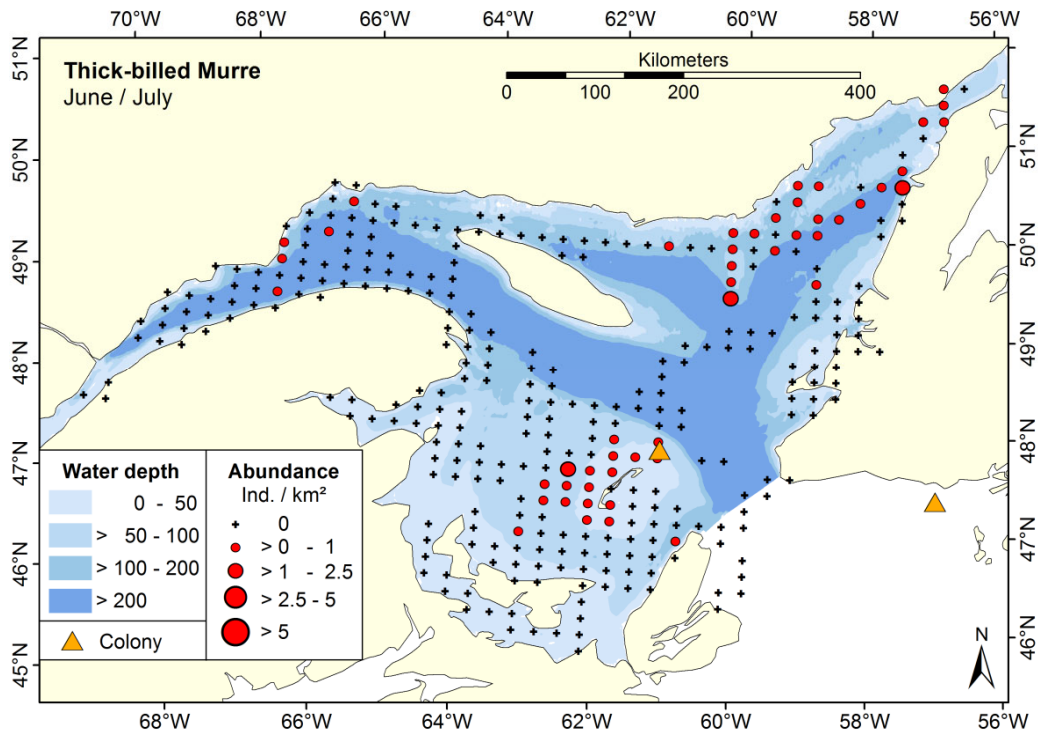 70°W 68°W 66°W 64°W 62°W 60°W 58°W 56°W
51°N
50°N
49°N
48°N
47°N
46°N
45°N
Thick-billed Murre
June / July
Kilometers
0 100 200 400
51°N
50°N
49°N
48°N
47°N
46°N
Water depth
0 - 50
> 50 - 100
> 100 - 200
> 200
Colony
Abundance
Ind. / km²
0
> 0 - 1
> 1 - 2.5
> 2.5 - 5
> 5
N
68°W 66°W 64°W 62°W 60°W 58°W 56°W